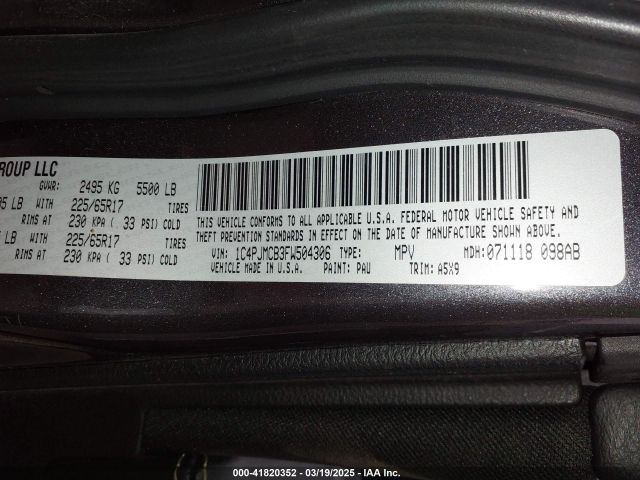 GROUP LLC
GVWR: 2495 KG 5500 LB
LB WITH 225/65R17 TIRES
RIMS AT 230 KPA ( 33 PSI) COLD
LB WITH 225/65R17 TIRES
RIMS AT 230 KPA ( 33 PSI) COLD
THIS VEHICLE CONFORMS TO ALL APPLICABLE U.S.A. FEDERAL MOTOR VEHICLE SAFETY AND
THEFT PREVENTION STANDARDS IN EFFECT ON THE DATE OF MANUFACTURE SHOWN ABOVE.
VIN: 1C4PJMCB3FW504306 TYPE: MPV MDH: 071118 098AB
VEHICLE MADE IN U.S.A. PAINT: PAU TRIM: A5X9
000-41820352 - 03/19/2025 - IAA Inc.